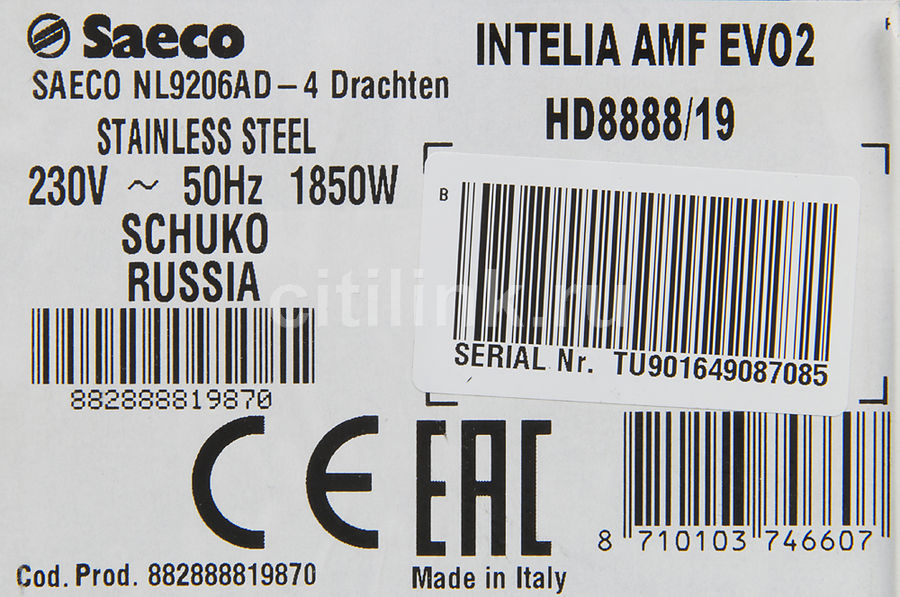 Saeco
SAECO NL9206AD-4 Drachten
STAINLESS STEEL
230V ~ 50Hz 1850W
SCHUKO
RUSSIA
882888819870
INTELIA AMF EVO2
HD8888/19
B
SERIAL Nr. TU901649087085
citilink.ru
CE
EAC
8 710103 746607
Cod. Prod. 882888819870
Made in Italy